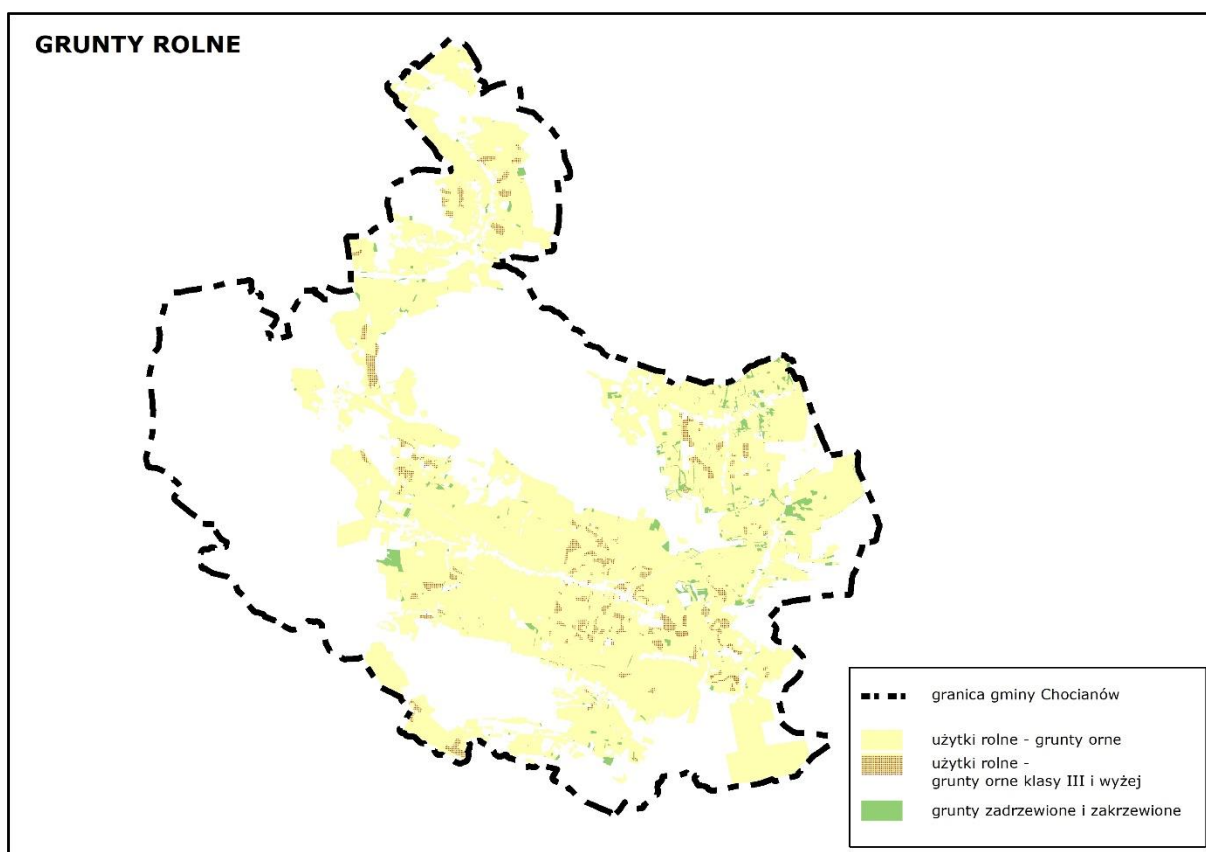 GRUNTY ROLNE
granica gminy Chocianów
użytki rolne - grunty orne
użytki rolne -
grunty orne klasy III i wyżej
grunty zadrzewione i zakrzewione